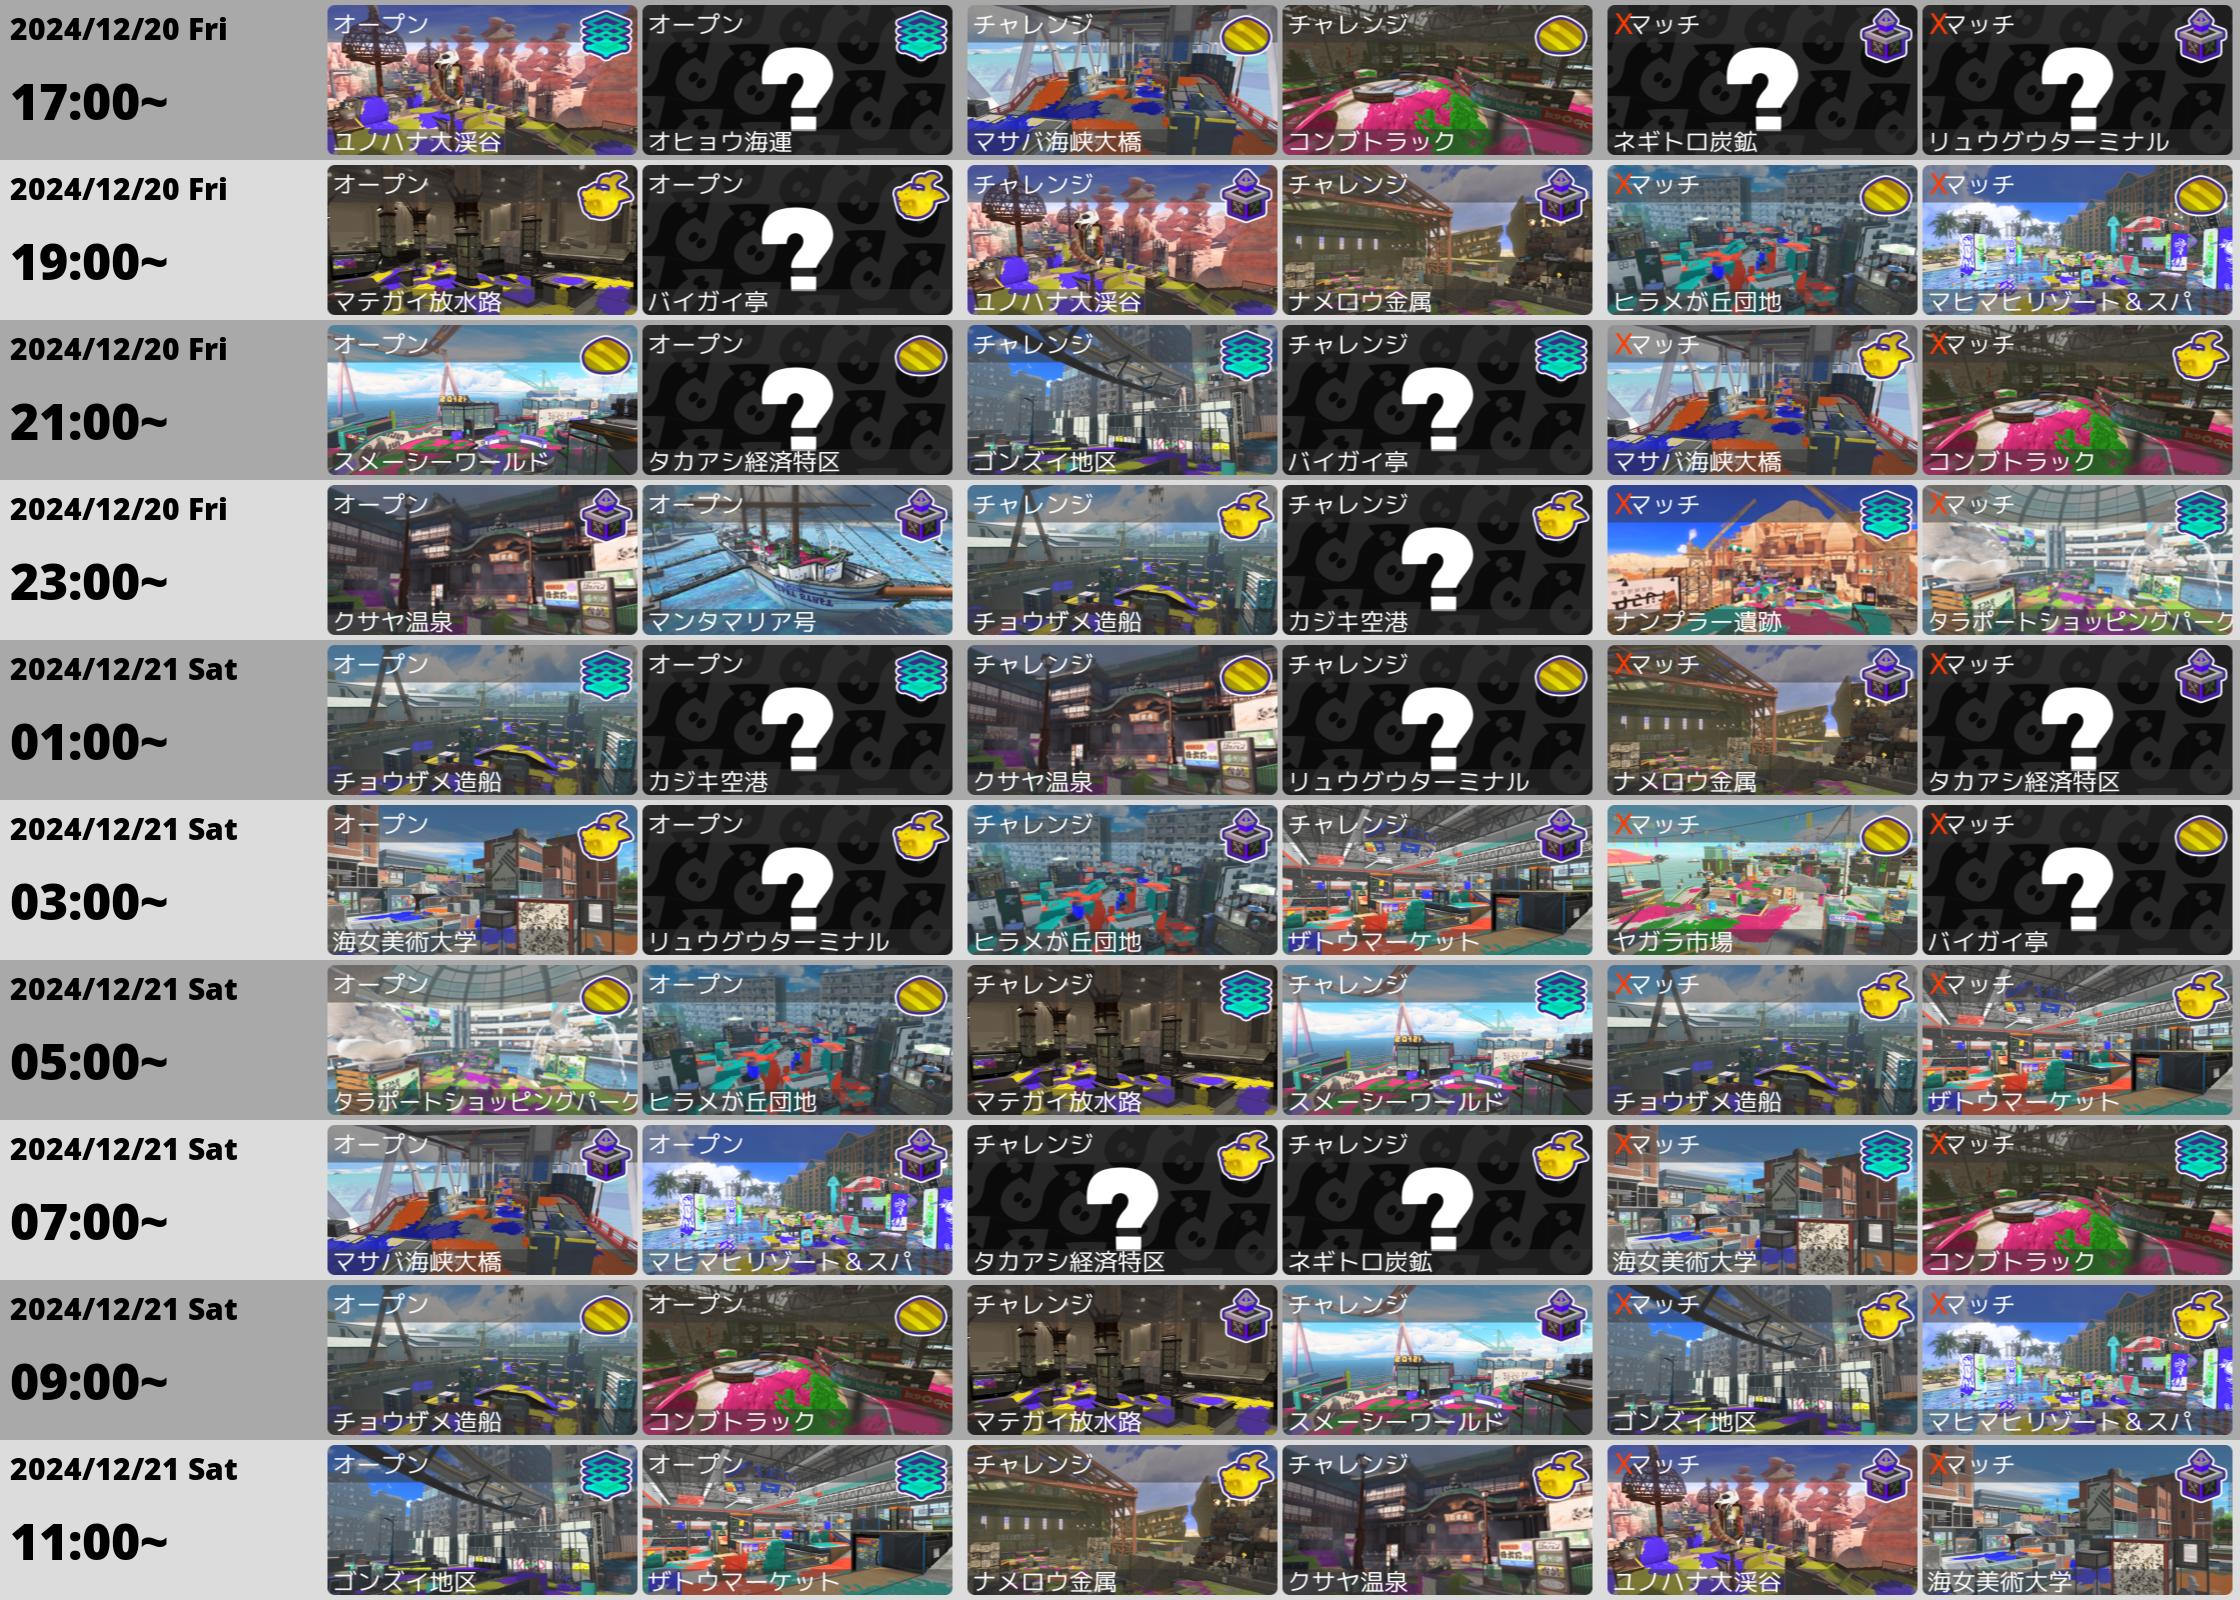 2024/12/20 Fri
17:00~
オープン
ユノハナ大渓谷
オープン
オヒョウ海運
チャレンジ
マサバ海峡大橋
チャレンジ
コンブトラック
Xマッチ
ネギトロ炭鉱
Xマッチ
リュウグウターミナル
2024/12/20 Fri
19:00~
オープン
マテガイ放水路
オープン
バイガイ亭
チャレンジ
ユノハナ大渓谷
チャレンジ
ナメロウ金属
Xマッチ
ヒラメが丘団地
Xマッチ
マヒマヒリゾート＆スパ
2024/12/20 Fri
21:00~
オープン
スメーシーワールド
オープン
タカアシ経済特区
チャレンジ
ゴンズイ地区
チャレンジ
バイガイ亭
Xマッチ
マサバ海峡大橋
Xマッチ
コンブトラック
2024/12/20 Fri
23:00~
オープン
クサヤ温泉
オープン
マンタマリア号
チャレンジ
チョウザメ造船
チャレンジ
カジキ空港
Xマッチ
ナンプラー遺跡
Xマッチ
タラポートショッピングパーク
2024/12/21 Sat
01:00~
オープン
チョウザメ造船
オープン
カジキ空港
チャレンジ
クサヤ温泉
チャレンジ
リュウグウターミナル
Xマッチ
ナメロウ金属
Xマッチ
タカアシ経済特区
2024/12/21 Sat
03:00~
オープン
海女美術大学
オープン
リュウグウターミナル
チャレンジ
ヒラメが丘団地
チャレンジ
ザトウマーケット
Xマッチ
ヤガラ市場
Xマッチ
バイガイ亭
2024/12/21 Sat
05:00~
オープン
タラポートショッピングパーク
オープン
ヒラメが丘団地
チャレンジ
マテガイ放水路
チャレンジ
スメーシーワールド
Xマッチ
チョウザメ造船
Xマッチ
ザトウマーケット
2024/12/21 Sat
07:00~
オープン
マサバ海峡大橋
オープン
マヒマヒリゾート＆スパ
チャレンジ
タカアシ経済特区
チャレンジ
ネギトロ炭鉱
Xマッチ
海女美術大学
Xマッチ
コンブトラック
2024/12/21 Sat
09:00~
オープン
チョウザメ造船
オープン
コンブトラック
チャレンジ
マテガイ放水路
チャレンジ
スメーシーワールド
Xマッチ
ゴンズイ地区
Xマッチ
マヒマヒリゾート＆スパ
2024/12/21 Sat
11:00~
オープン
ゴンズイ地区
オープン
ザトウマーケット
チャレンジ
ナメロウ金属
チャレンジ
クサヤ温泉
Xマッチ
ユノハナ大渓谷
Xマッチ
海女美術大学